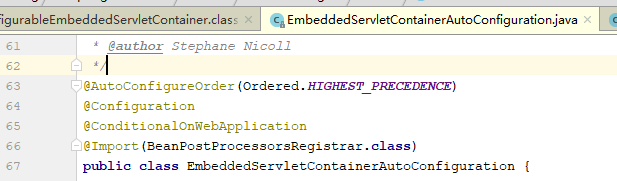 figurableEmbeddedServletContainer.class
EmbeddedServletContainerAutoConfiguration.java
61 * @author Stephane Nicoll
62 */
63 @AutoConfigureOrder(Ordered.HIGHEST_PRECEDENCE)
64 @Configuration
65 @ConditionalOnWebApplication
66 @Import(BeanPostProcessorsRegistrar.class)
67 public class EmbeddedServletContainerAutoConfiguration {